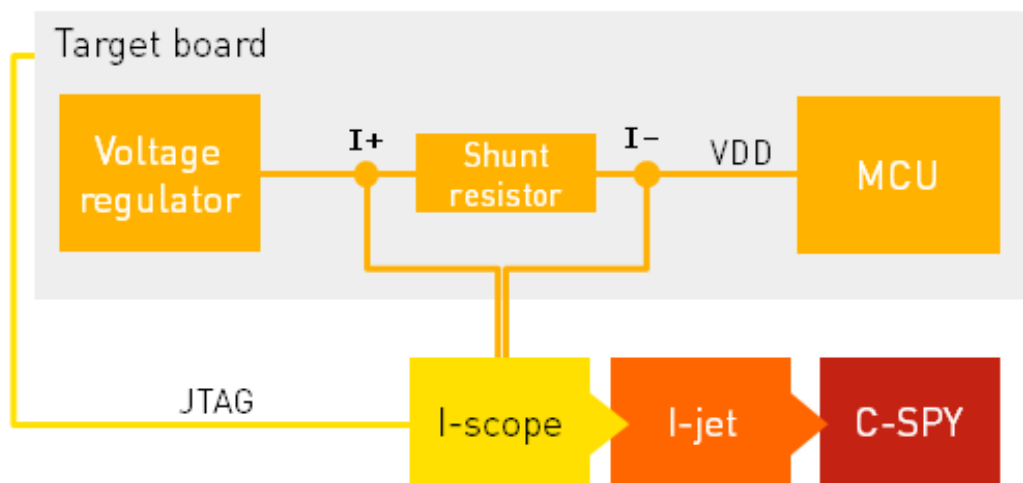 Target board
Voltage
regulator
I+
Shunt
resistor
I-
VDD
MCU
JTAG
I-scope
I-jet
C-SPY